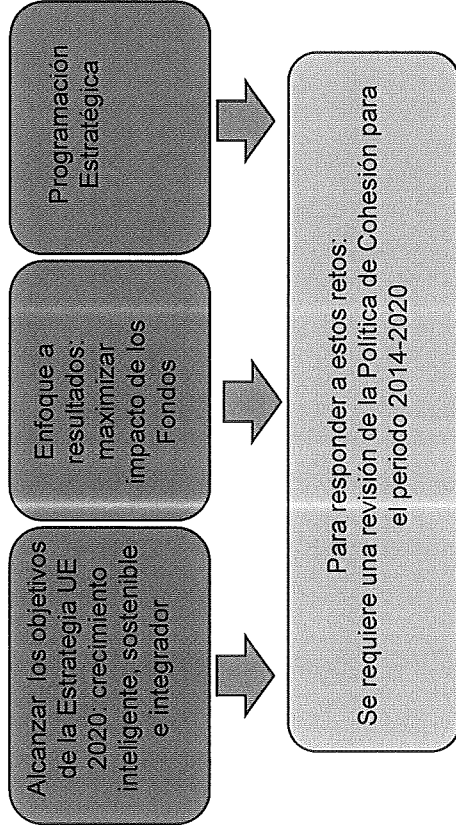 Alcanzar los objetivos
de la Estrategia UE
2020: crecimiento
inteligente, sostenible
e integrador
Enfoque a
resultados:
maximizar
impacto de los
Fondos
Programación
Estratégica
Para responder a estos retos:
Se requiere una revisión de la Política de Cohesión para
el periodo 2014-2020